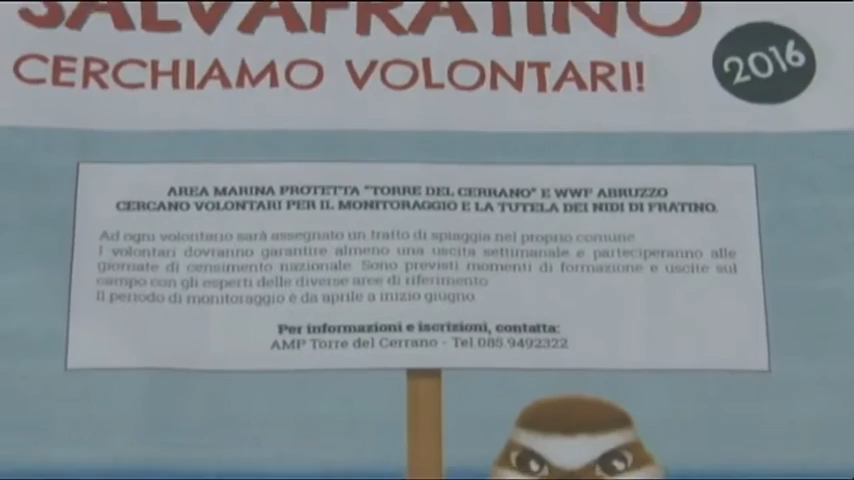 SALVAFRATINO
CERCHIAMO VOLONTARI!
2016
AREA MARINA PROTETTA "TORRE DEL CERRANO" E WWF ABRUZZO
CERCANO VOLONTARI PER IL MONITORAGGIO E LA TUTELA DEI NIDI DI FRATINO.
Ad ogni volontario sarà assegnato un tratto di spiaggia nel proprio comune
I volontari dovranno garantire almeno una uscita settimanale e parteciperanno alle
giornate di censimento nazionale. Sono previsti momenti di formazione e uscite sul
campo con gli esperti delle diverse aree di riferimento
Il periodo di monitoraggio è da aprile a inizio giugno
Per informazioni e iscrizioni, contatta:
AMP Torre del Cerrano - Tel 085.9492322